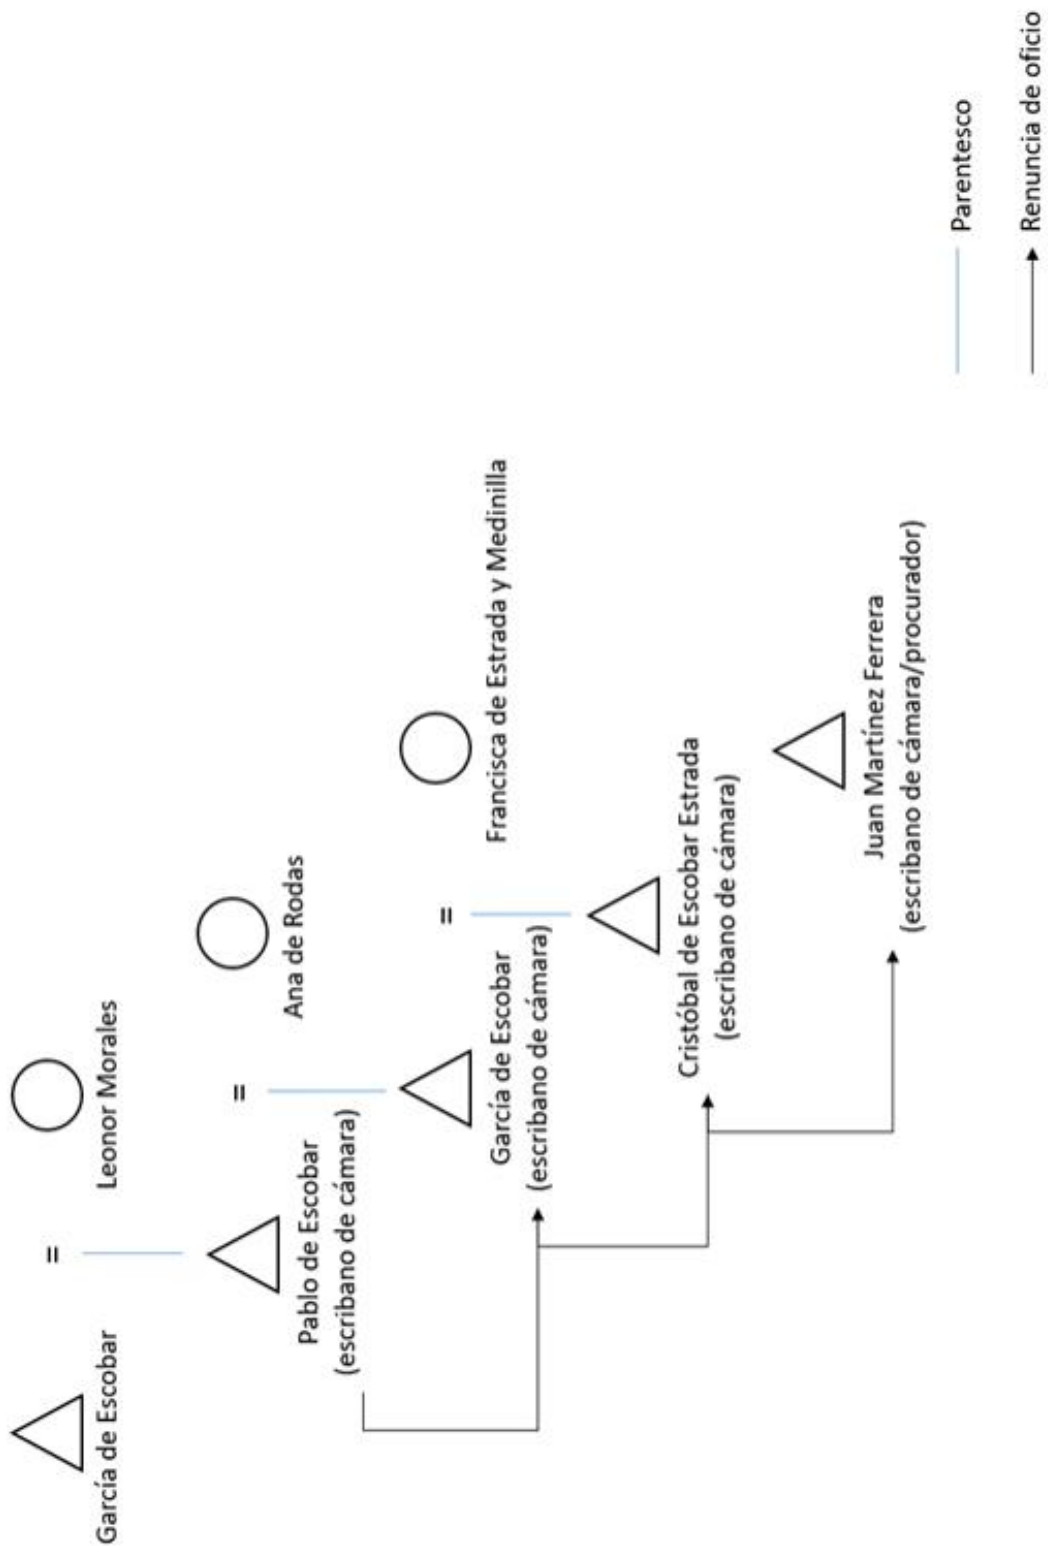 García de Escobar
=
Leonor Morales
Pablo de Escobar
(escribano de cámara)
=
Ana de Rodas
García de Escobar
(escribano de cámara)
=
Francisca de Estrada y Medinilla
Cristóbal de Escobar Estrada
(escribano de cámara)
Juan Martínez Ferrera
(escribano de cámara/procurador)
Parentesco
Renuncia de oficio